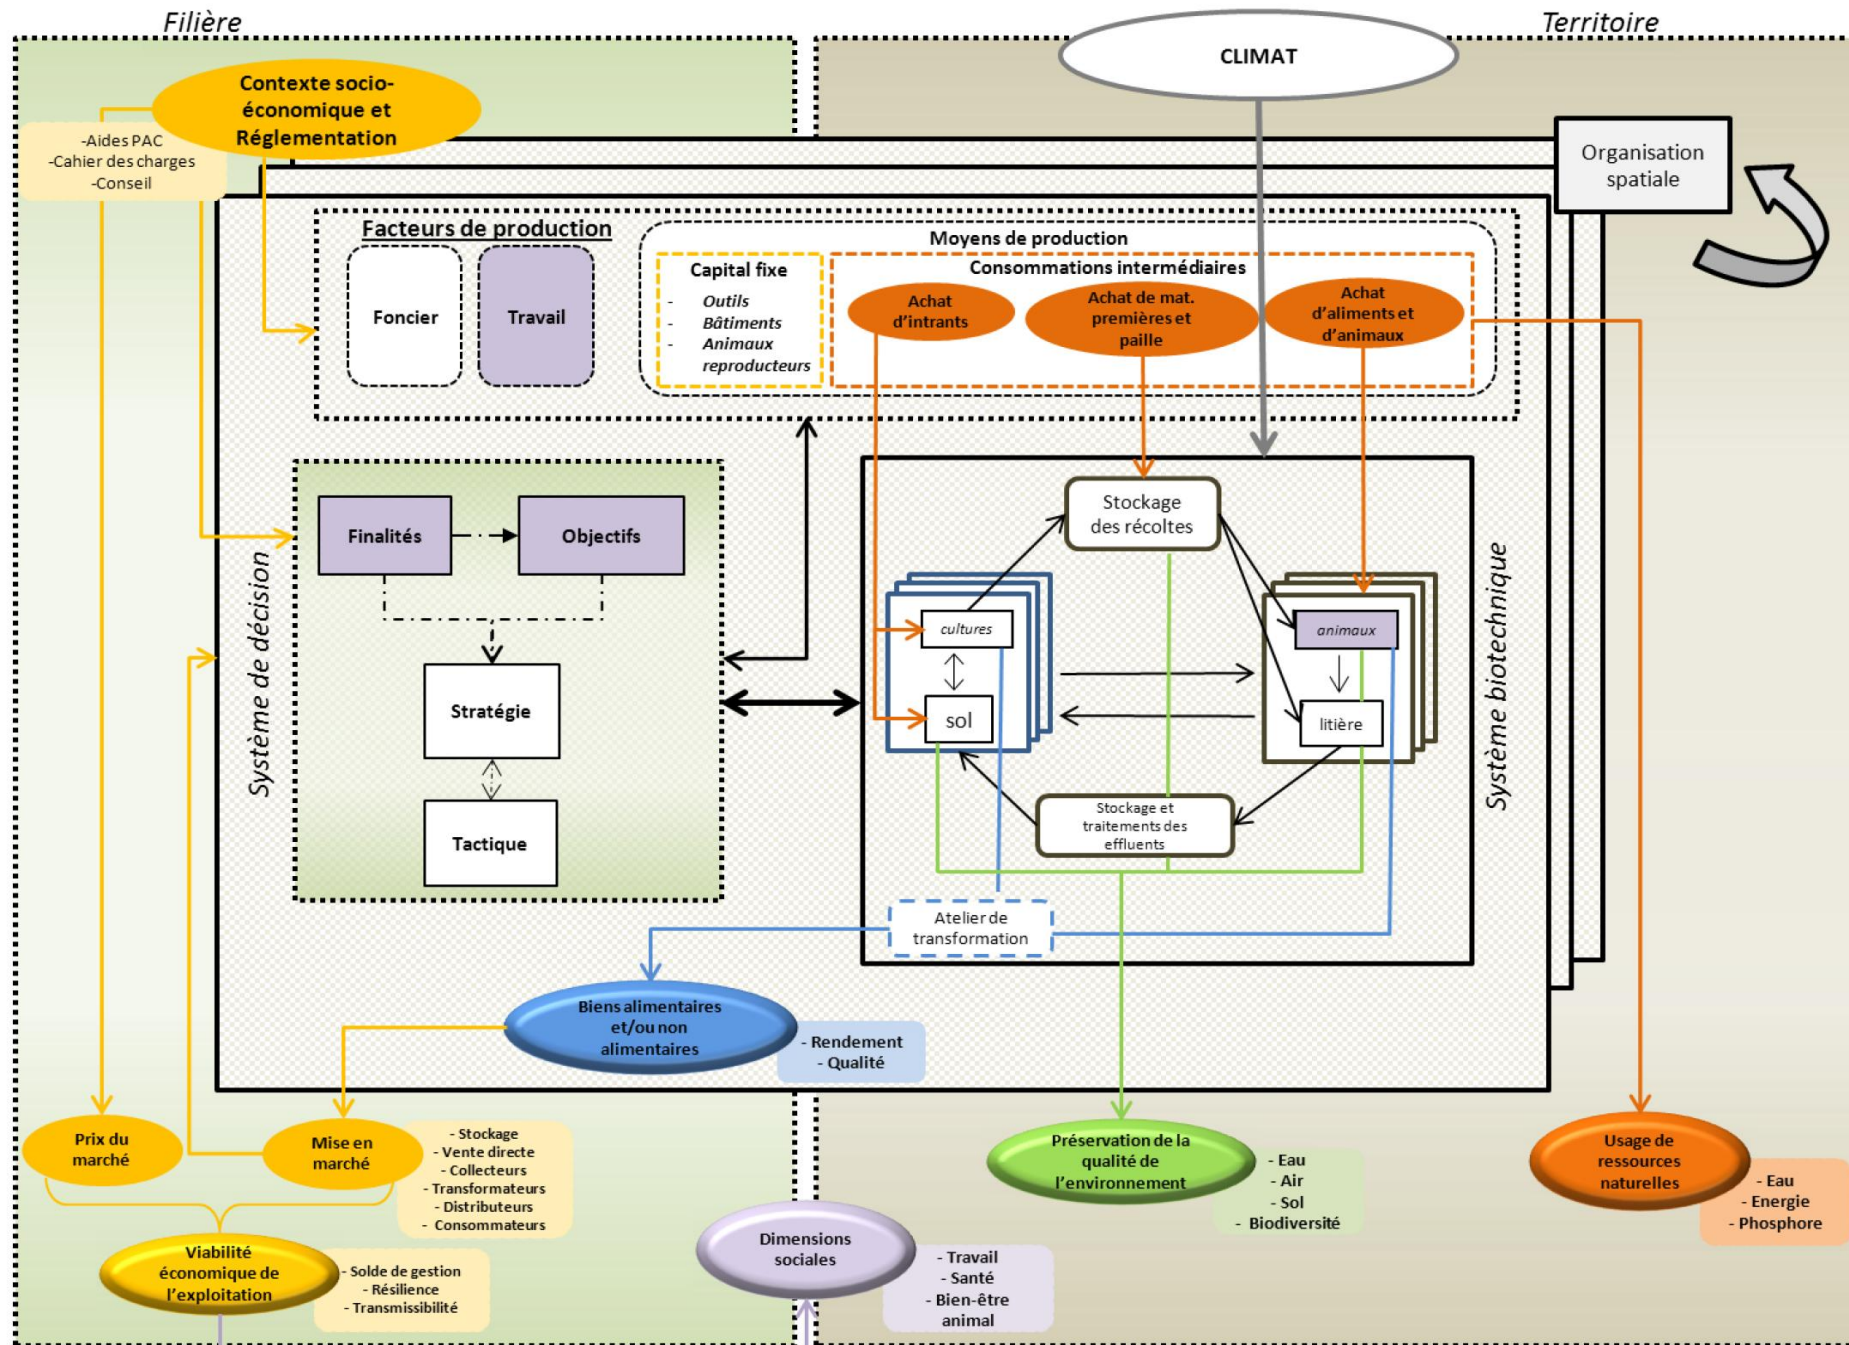 Filière
Territoire
CLIMAT
Contexte socio-
économique et
Réglementation
-Aides PAC
-Cahier des charges
-Conseil
Organisation
spatiale
Facteurs de production
Foncier
Travail
Moyens de production
Capital fixe
- Outils
- Bâtiments
- Animaux
reproducteurs
Consommations intermédiaires
Achat
d'intrants
Achat de mat.
premières et
paille
Achat
d'aliments et
d'animaux
Système de décision
Finalités
Objectifs
Stratégie
Tactique
Système biotechnique
Stockage
des récoltes
cultures
sol
animaux
litière
Stockage et
traitements des
effluents
Atelier de
transformation
Biens alimentaires
et/ou non
alimentaires
- Rendement
- Qualité
Prix du
marché
Mise en
marché
- Stockage
- Vente directe
- Collecteurs
- Transformateurs
- Distributeurs
- Consommateurs
Viabilité
économique de
l'exploitation
- Solde de gestion
- Résilience
- Transmissibilité
Dimensions
sociales
- Travail
- Santé
- Bien-être
animal
Préservation de la
qualité de
l'environnement
- Eau
- Air
- Sol
- Biodiversité
Usage de
ressources
naturelles
- Eau
- Energie
- Phosphore